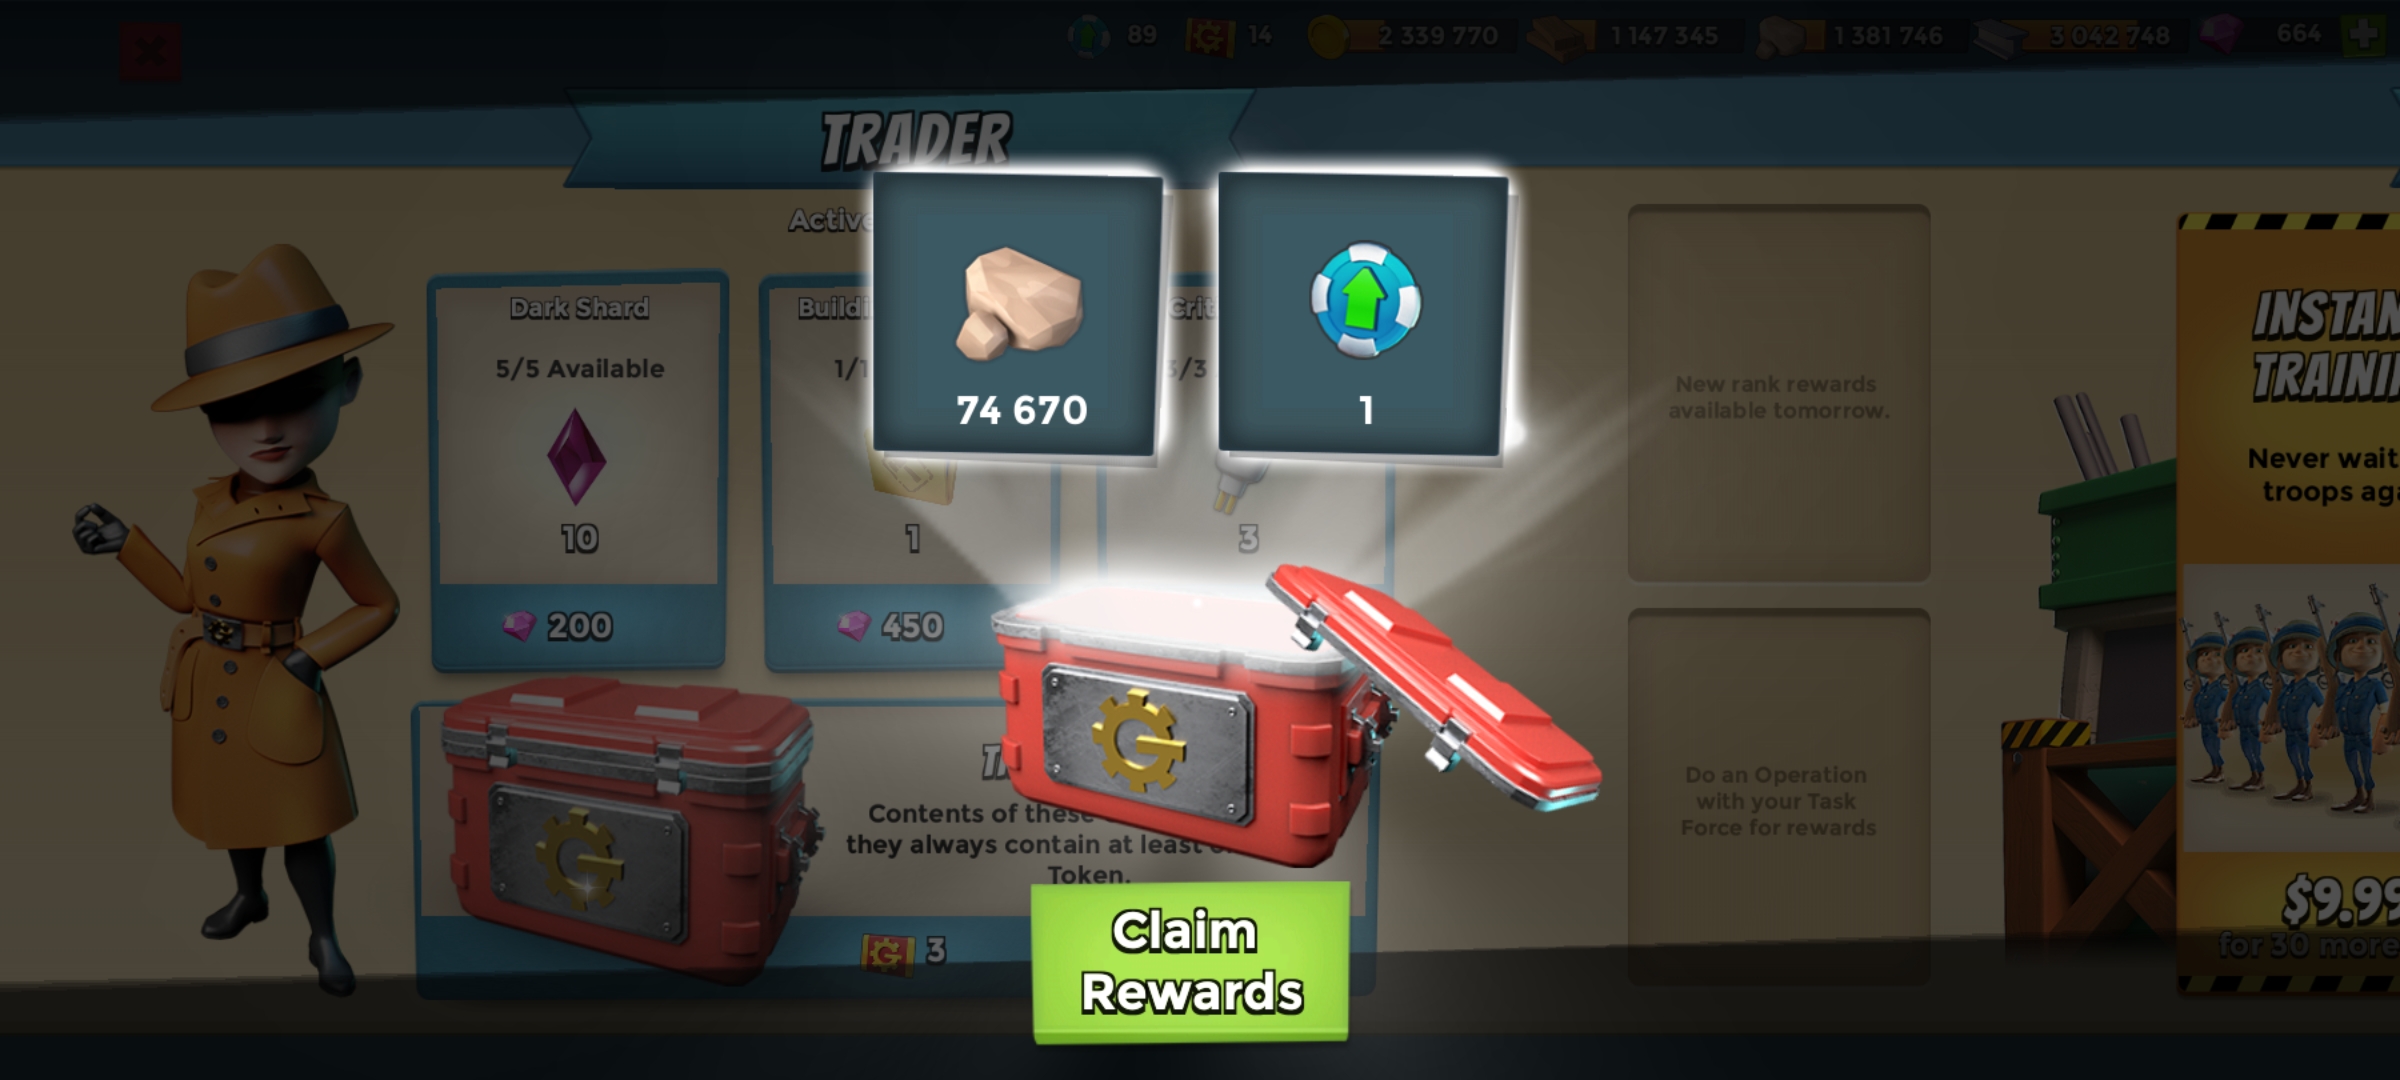 89 14 2 339 770 1 147 345 1 381 746 3 042 748 664
TRADER
Active
Dark Shard
5/5 Available
10
200
1
450
3
74 670
1
Contents of these
they always contain at least
Token.
3
Claim
Rewards
New rank rewards
available tomorrow.
Do an Operation
with your Task
Force for rewards
Never wait
$9.99
for 30 more